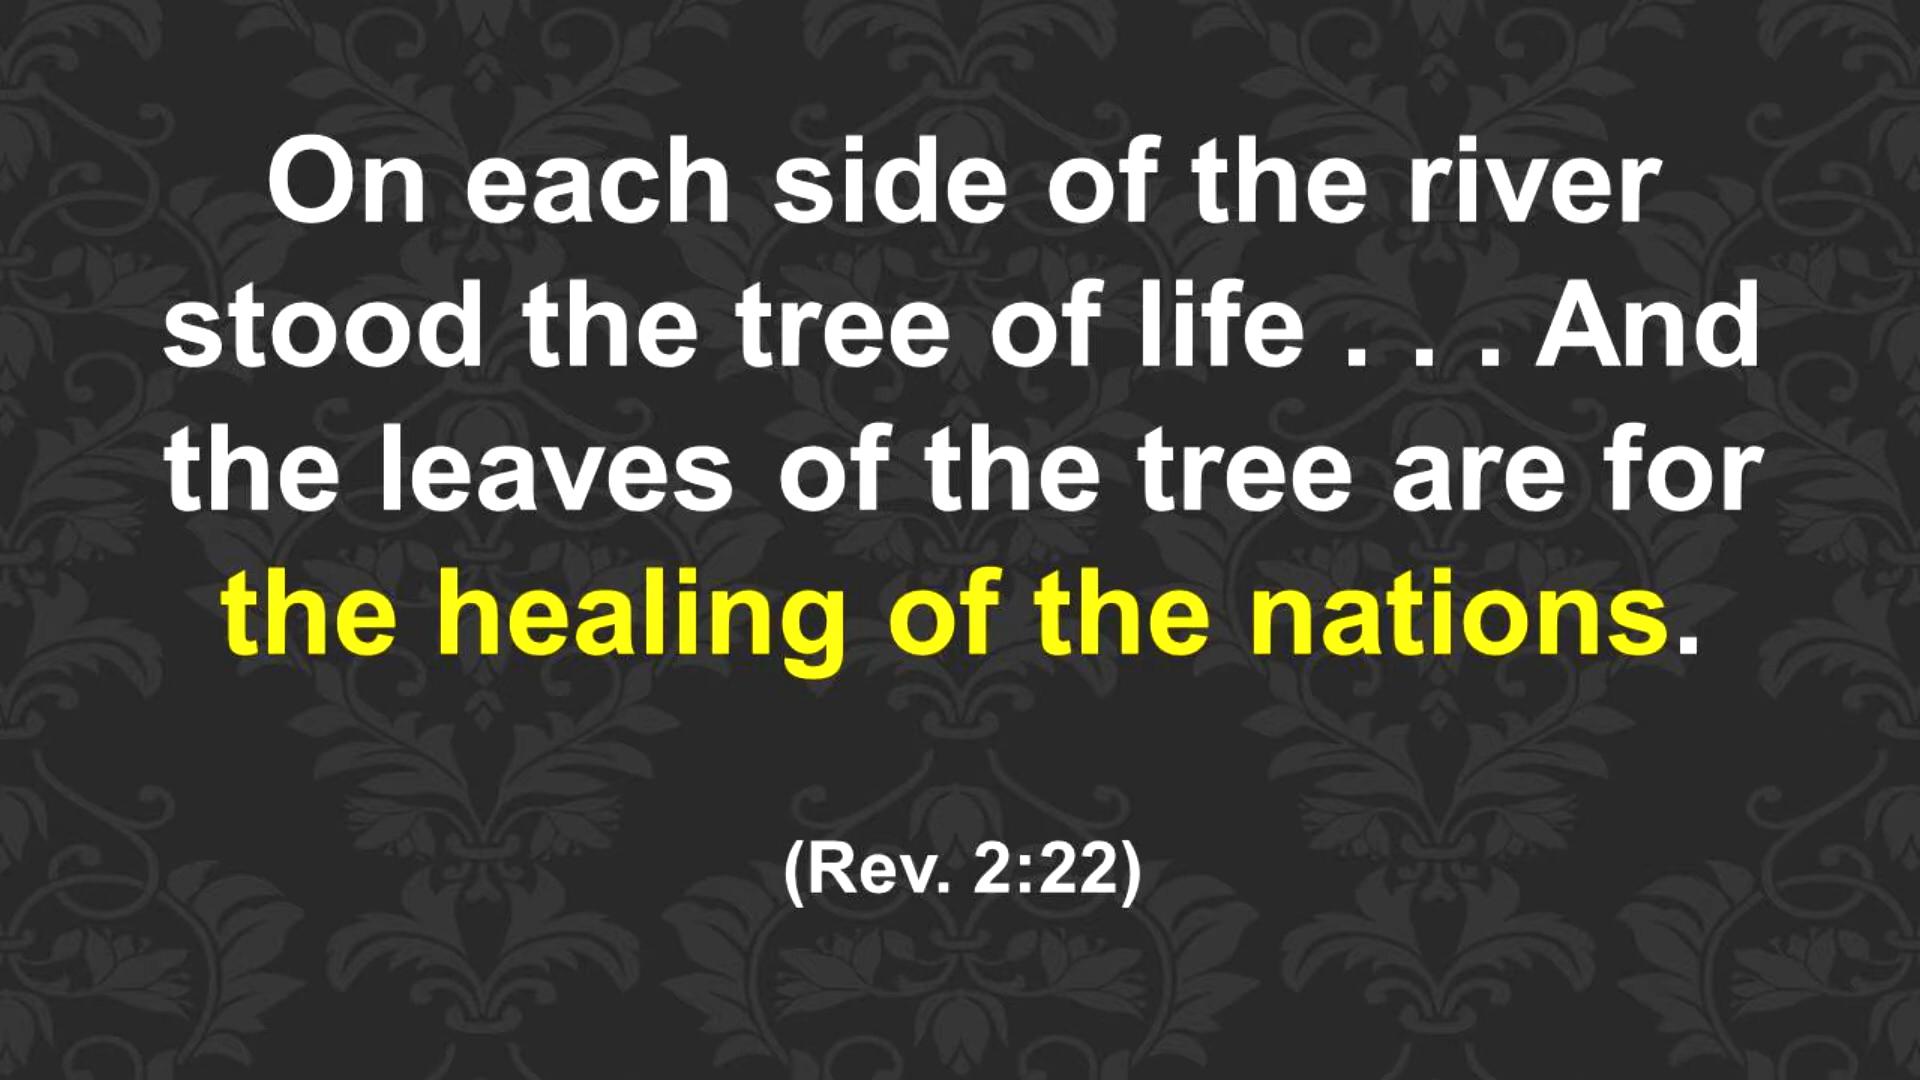 On each side of the river
stood the tree of life . . . And
the leaves of the tree are for
the healing of the nations.
(Rev. 2:22)